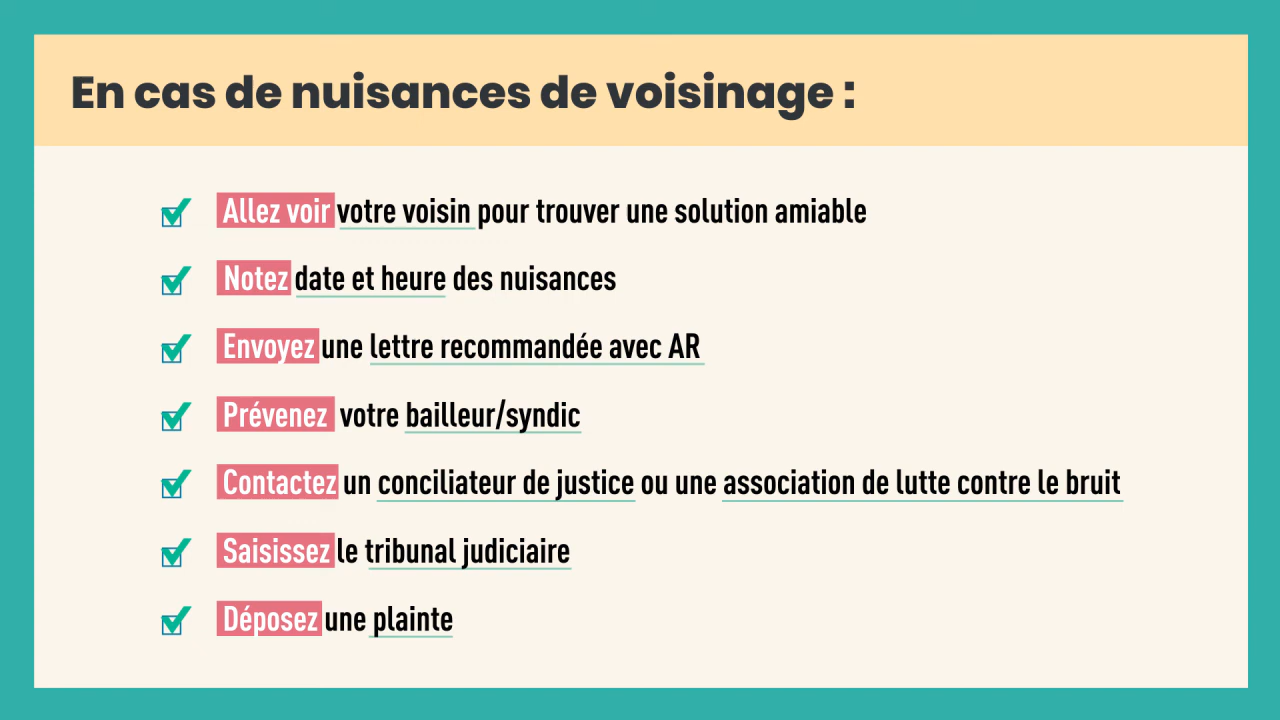 En cas de nuisances de voisinage :
Allez voir votre voisin pour trouver une solution amiable
Notez date et heure des nuisances
Envoyez une lettre recommandée avec AR
Prévenez votre bailleur/syndic
Contactez un conciliateur de justice ou une association de lutte contre le bruit
Saisissez le tribunal judiciaire
Déposez une plainte